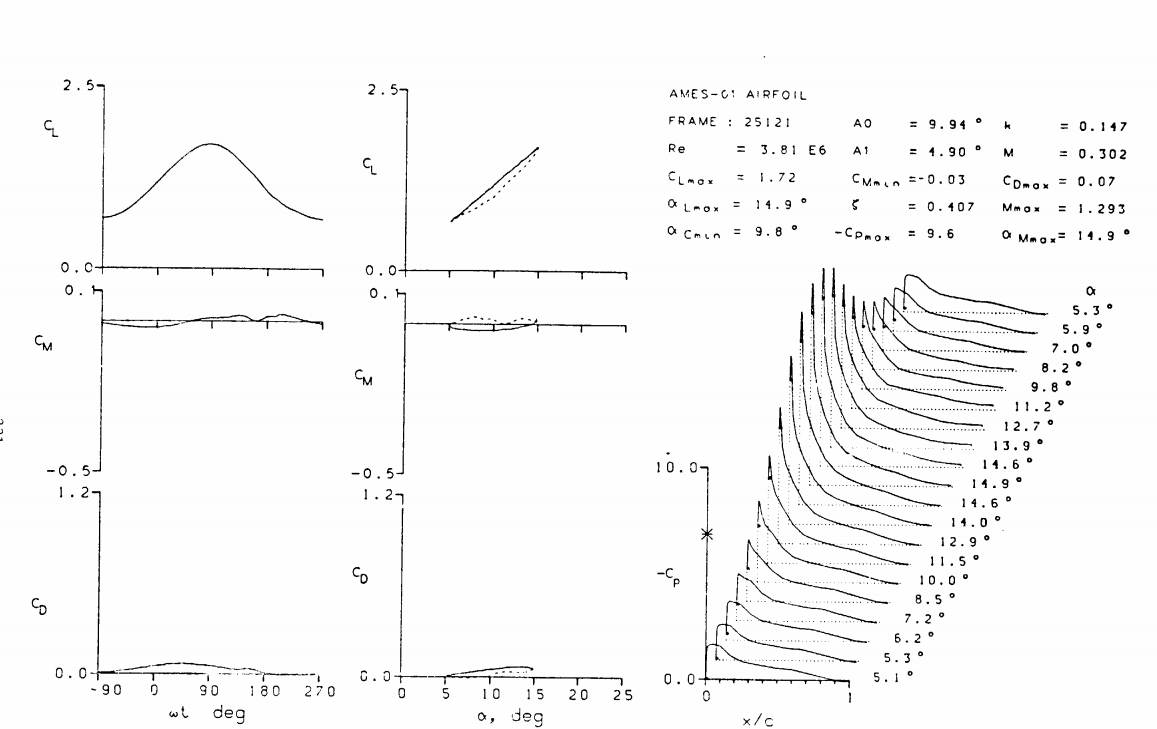 AMES-01 AIRFOIL
FRAME : 25121 A0 = 9.94 ° k = 0.147
Re = 3.81 E6 A1 = 4.90 ° M = 0.302
CLmax = 1.72 CMmin =-0.03 CDmax = 0.07
α Lmax = 14.9 ° ζ = 0.407 Mmax = 1.293
α Cmin = 9.8 ° -CPmax = 9.6 α Mmax= 14.9 °
2.5
CL
0.0
0.1
CM
-0.5
1.2
CD
0.0
-90 0 90 180 270
ωt deg
2.5
CL
0.0
0.1
CM
-0.5
1.2
CD
0.0
0 5 10 15 20 25
α, deg
α
5.3 °
5.9 °
7.0 °
8.2 °
9.8 °
11.2 °
12.7 °
13.9 °
14.6 °
14.9 °
14.6 °
14.0 °
12.9 °
11.5 °
10.0 °
8.5 °
7.2 °
6.2 °
5.3 °
5.1 °
10.0
-Cp
0.0
0 1
x/c